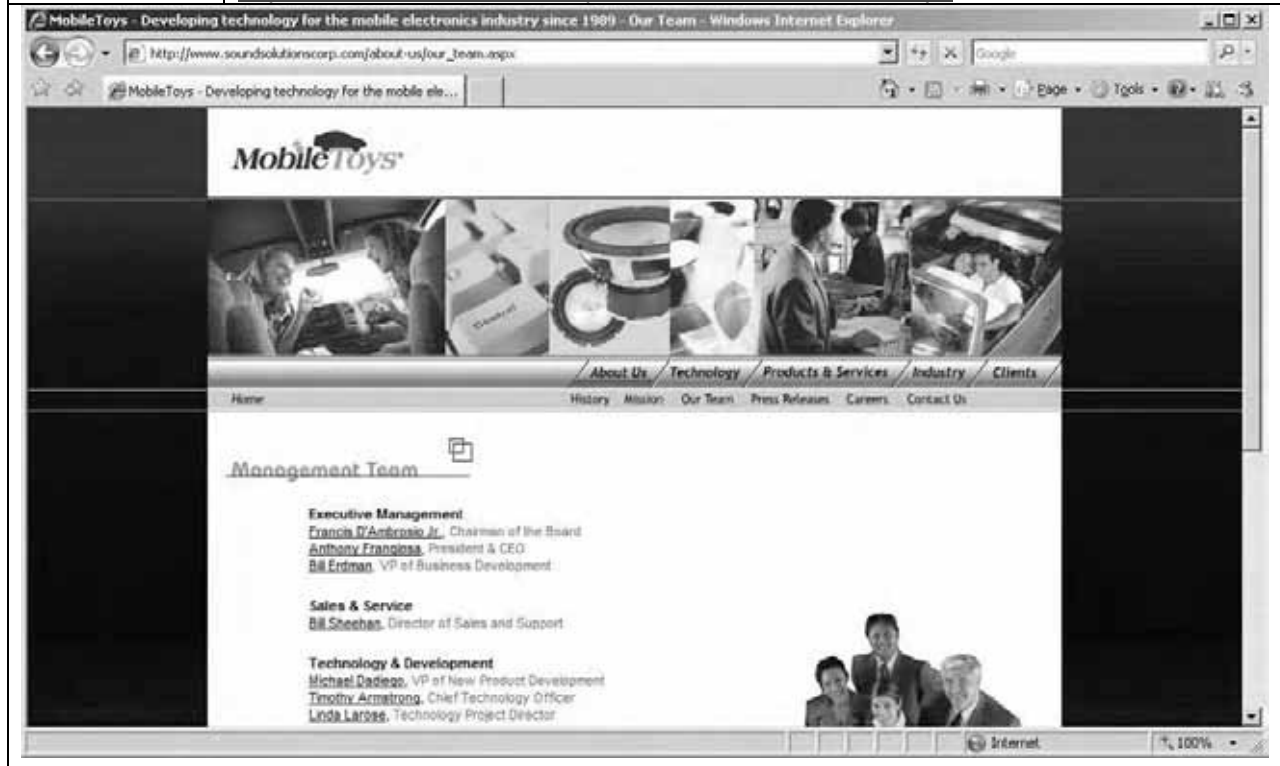 MobileToys - Developing technology for the mobile electronics industry since 1989 - Our Team - Windows Internet Explorer
http://www.soundsolutionscorp.com/about-us/our_team.aspx
Google
MobileToys - Developing technology for the mobile ele...
Page
Tools
MobileToys
About Us
Technology
Products & Services
Industry
Clients
Home
History
Mission
Our Team
Press Releases
Careers
Contact Us
Management Team
Executive Management
Francis D'Ambrosio Jr., Chairman of the Board
Anthony Frangiosa, President & CEO
Bill Erdman, VP of Business Development
Sales & Service
Bill Sheehan, Director of Sales and Support
Technology & Development
Michael Dadiego, VP of New Product Development
Timothy Armstrong, Chief Technology Officer
Linda Larose, Technology Project Director
Internet
100%